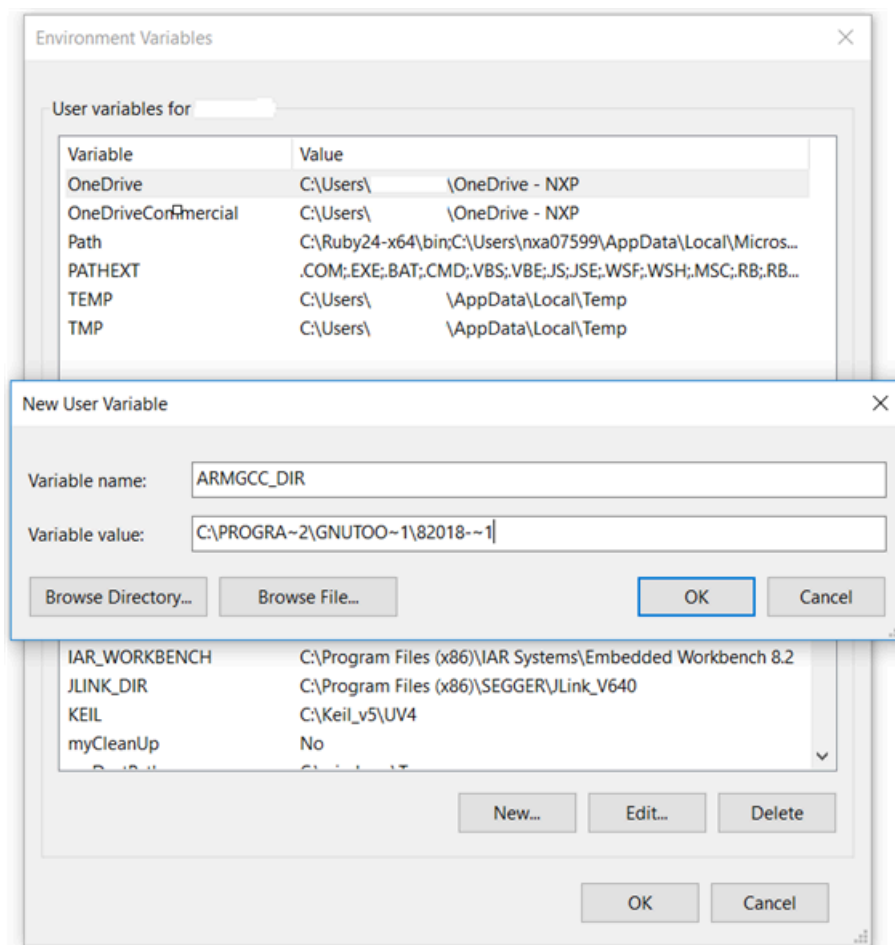 Environment Variables
User variables for
Variable Value
OneDrive C:\Users\ \OneDrive - NXP
OneDriveCommercial C:\Users\ \OneDrive - NXP
Path C:\Ruby24-x64\bin;C:\Users\nxa07599\AppData\Local\Micros...
PATHEXT .COM;.EXE;.BAT;.CMD;.VBS;.VBE;.JS;.JSE;.WSF;.WSH;.MSC;.RB;.RB...
TEMP C:\Users\ \AppData\Local\Temp
TMP C:\Users\ \AppData\Local\Temp
New User Variable
Variable name: ARMGCC_DIR
Variable value: C:\PROGRA~2\GNUTOO~1\82018-~1
Browse Directory... Browse File... OK Cancel
IAR_WORKBENCH C:\Program Files (x86)\IAR Systems\Embedded Workbench 8.2
JLINK_DIR C:\Program Files (x86)\SEGGER\JLink_V640
KEIL C:\Keil_v5\UV4
myCleanUp No
New... Edit... Delete
OK Cancel